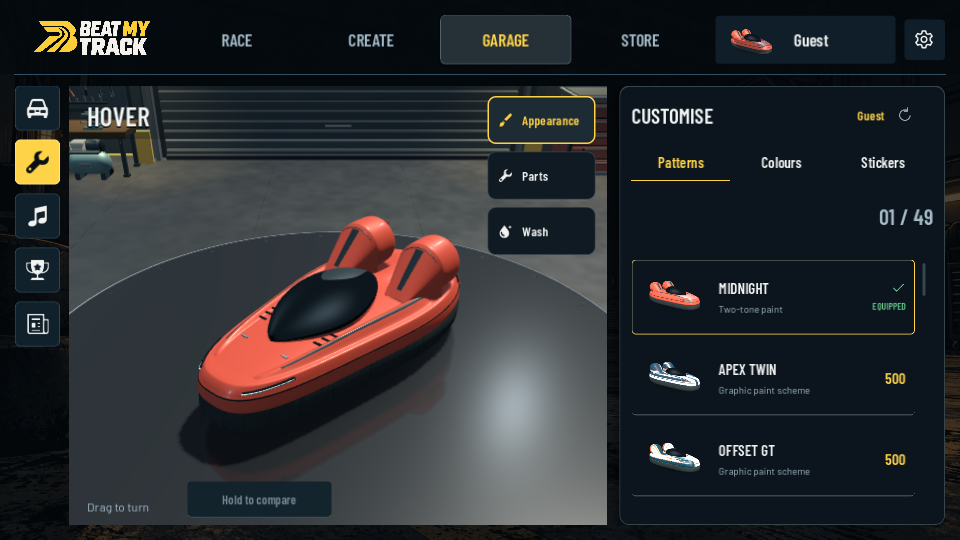 BEAT MY
TRACK
RACE
CREATE
GARAGE
STORE
Guest
HOVER
Appearance
Parts
Wash
Drag to turn
Hold to compare
CUSTOMISE
Guest
Patterns
Colours
Stickers
01 / 49
MIDNIGHT
Two-tone paint
EQUIPPED
APEX TWIN
Graphic paint scheme
500
OFFSET GT
Graphic paint scheme
500